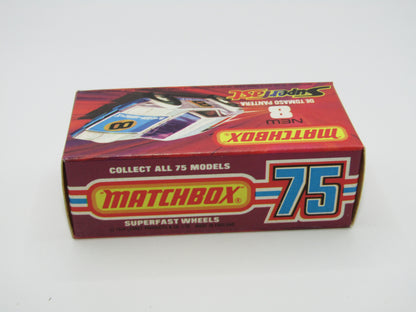 Superfast
DE TOMASO PANTERA
8
NEW
8
MATCHBOX
COLLECT ALL 75 MODELS
MATCHBOX®
75
SUPERFAST WHEELS